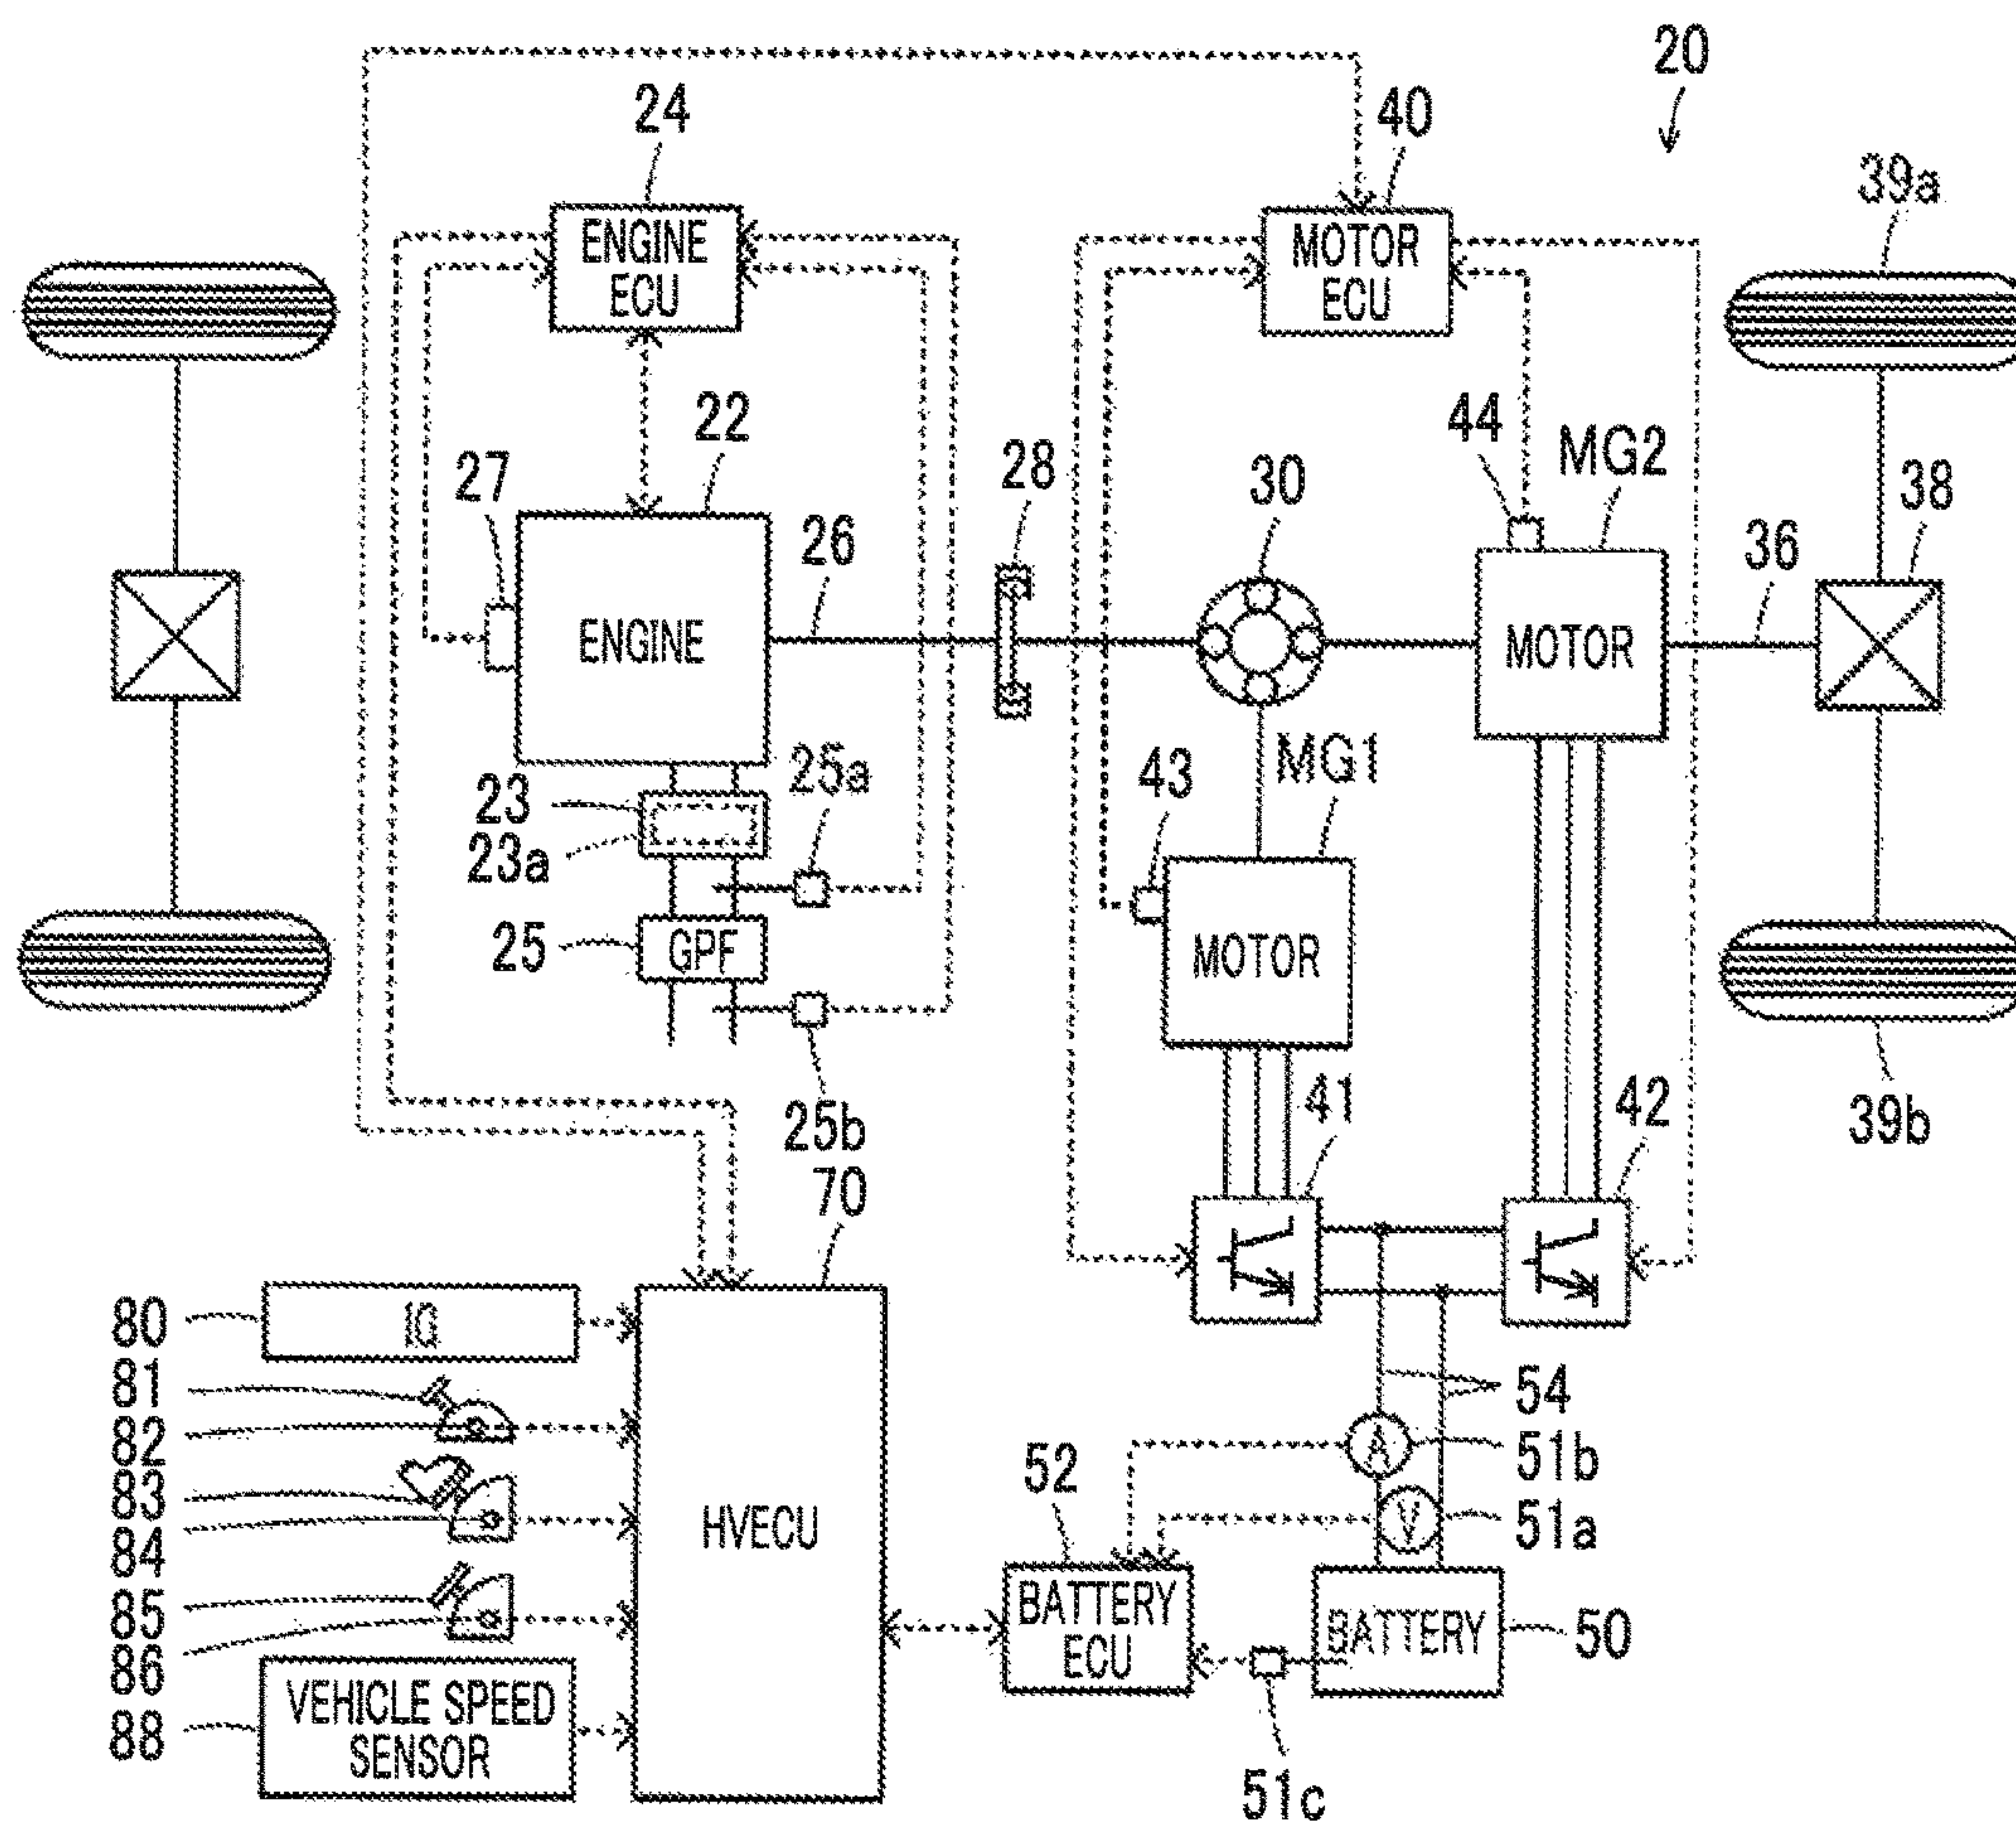 20
24
40
39a
ENGINE
ECU
MOTOR
ECU
22
44
MG2
27
28
30
38
26
36
ENGINE
MOTOR
23
25a
43
MG1
23a
25
GPF
MOTOR
25b
41
42
39b
70
80
IG
81
82
54
83
52
51b
84
HVECU
51a
85
BATTERY
ECU
BATTERY
50
86
VEHICLE SPEED
SENSOR
88
51c
A
V